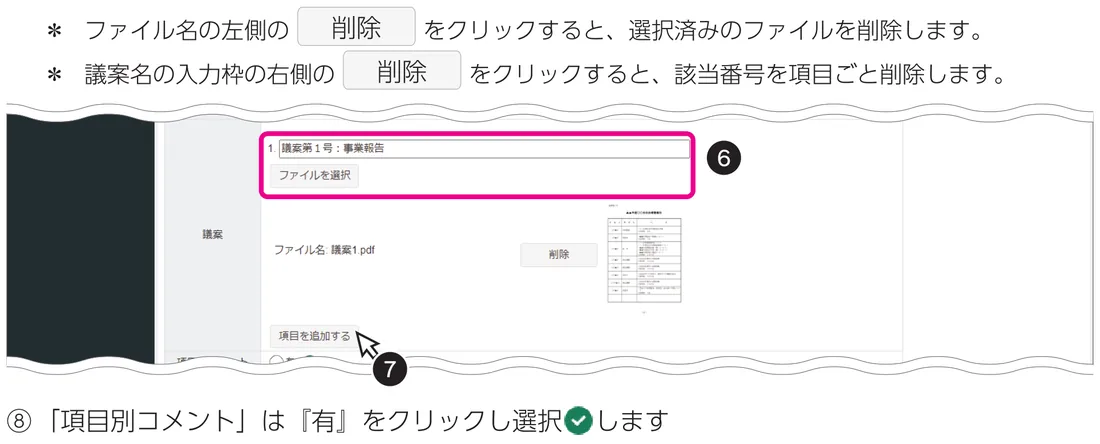 ＊ ファイル名の左側の 削除 をクリックすると、選択済みのファイルを削除します。
＊ 議案名の入力枠の右側の 削除 をクリックすると、該当番号を項目ごと削除します。
1. 議案第１号：事業報告
6
ファイルを選択
議案
ファイル名: 議案1.pdf
削除
項目を追加する
7
⑧ 「項目別コメント」は『有』をクリックし選択します